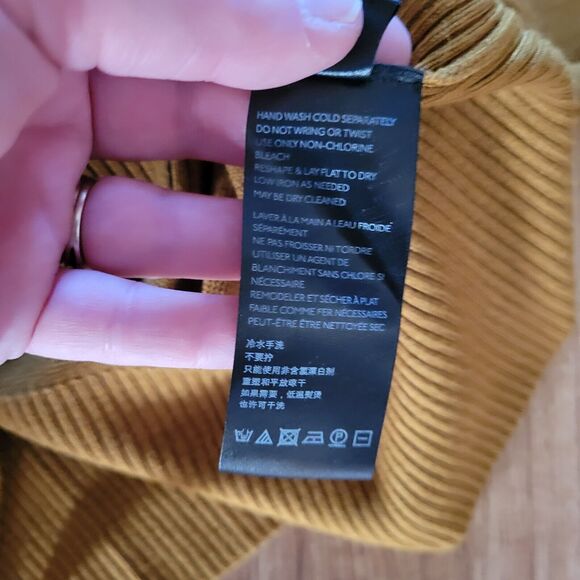 HAND WASH COLD SEPARATELY
DO NOT WRING OR TWIST
USE ONLY NON-CHLORINE
BLEACH
RESHAPE & LAY FLAT TO DRY
LOW IRON AS NEEDED
MAY BE DRY CLEANED
LAVER À LA MAIN A LEAU FROIDE
SÉPARÉMENT
NE PAS FROISSER NI TORDRE
UTILISER UN AGENT DE
BLANCHIMENT SANS CHLORE SI
NÉCESSAIRE
REMODELER ET SÉCHER À PLAT
FAIBLE COMME FER NÉCESSAIRES
PEUT-ÊTRE ÊTRE NETTOYÉE SEC
冷水手洗
不要拧
只能使用非含氯漂白剂
重塑和平放晾干
如果需要，低温熨烫
也许可干洗